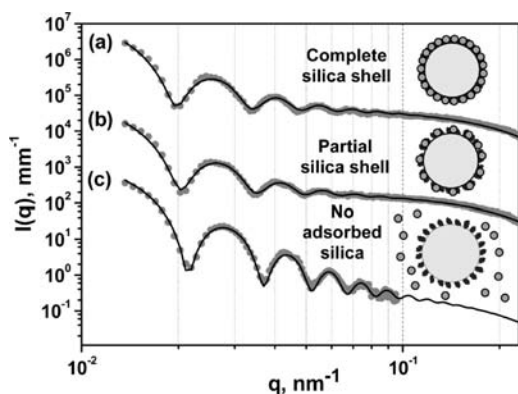 10⁷
10⁶
10⁵
10⁴
10³
10²
10¹
10⁰
10⁻¹
I(q), mm⁻¹
(a)
Complete
silica shell
(b)
Partial
silica shell
(c)
No
adsorbed
silica
10⁻²
10⁻¹
q, nm⁻¹